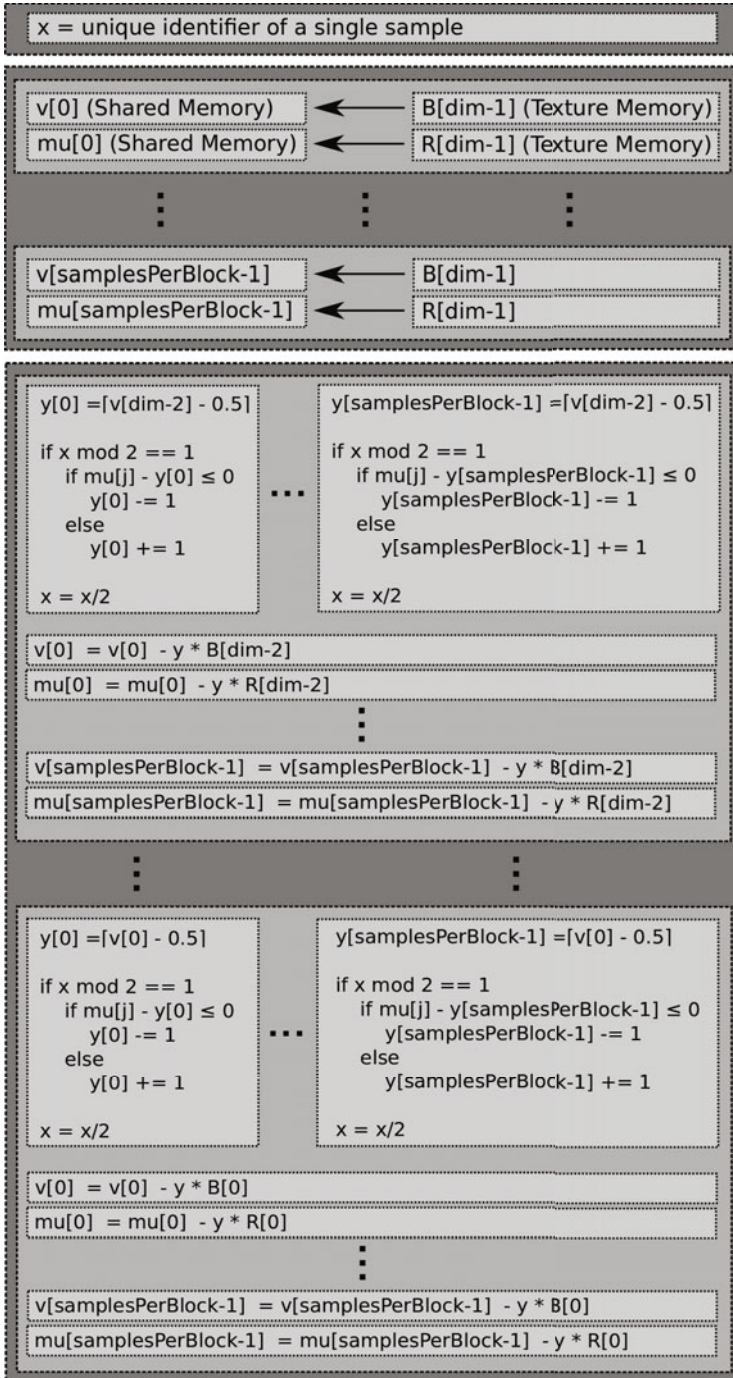 x = unique identifier of a single sample
v[0] (Shared Memory) B[dim-1] (Texture Memory)
mu[0] (Shared Memory) R[dim-1] (Texture Memory)
v[samplesPerBlock-1] B[dim-1]
mu[samplesPerBlock-1] R[dim-1]
y[0] =⌈v[dim-2] - 0.5⌉
if x mod 2 == 1
if mu[j] - y[0] ≤ 0
y[0] -= 1
else
y[0] += 1
x = x/2
y[samplesPerBlock-1] =⌈v[dim-2] - 0.5⌉
if x mod 2 == 1
if mu[j] - y[samplesPerBlock-1] ≤ 0
y[samplesPerBlock-1] -= 1
else
y[samplesPerBlock-1] += 1
x = x/2
v[0] = v[0] - y * B[dim-2]
mu[0] = mu[0] - y * R[dim-2]
v[samplesPerBlock-1] = v[samplesPerBlock-1] - y * B[dim-2]
mu[samplesPerBlock-1] = mu[samplesPerBlock-1] - y * R[dim-2]
y[0] =⌈v[0] - 0.5⌉
if x mod 2 == 1
if mu[j] - y[0] ≤ 0
y[0] -= 1
else
y[0] += 1
x = x/2
y[samplesPerBlock-1] =⌈v[0] - 0.5⌉
if x mod 2 == 1
if mu[j] - y[samplesPerBlock-1] ≤ 0
y[samplesPerBlock-1] -= 1
else
y[samplesPerBlock-1] += 1
x = x/2
v[0] = v[0] - y * B[0]
mu[0] = mu[0] - y * R[0]
v[samplesPerBlock-1] = v[samplesPerBlock-1] - y * B[0]
mu[samplesPerBlock-1] = mu[samplesPerBlock-1] - y * R[0]